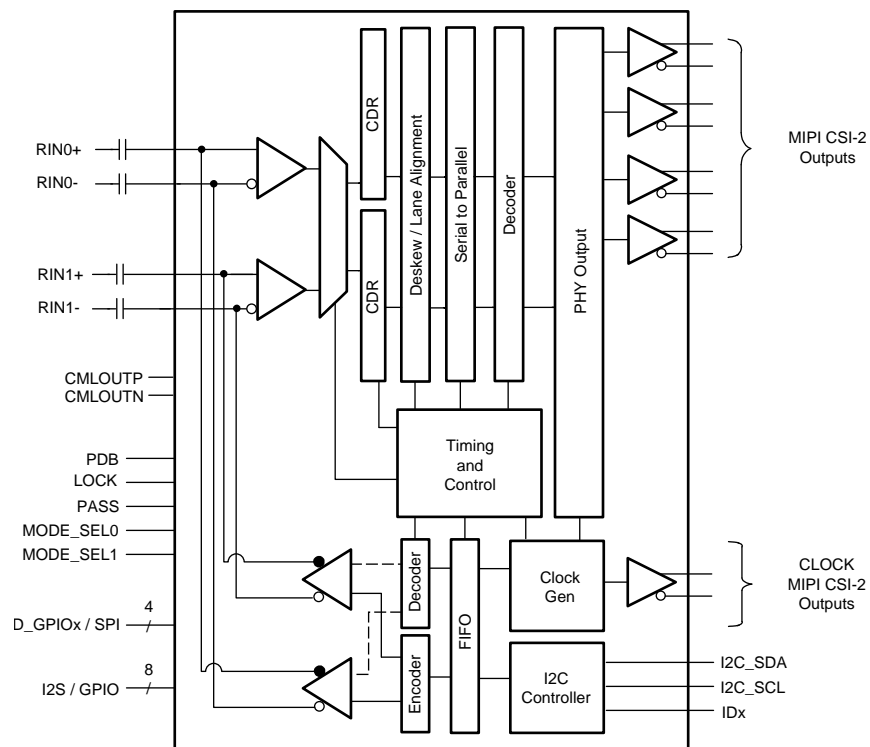 RIN0+
RIN0-
RIN1+
RIN1-
CMLOUTP
CMLOUTN
PDB
LOCK
PASS
MODE_SEL0
MODE_SEL1
4
D_GPIOx / SPI
8
I2S / GPIO
CDR
CDR
Deskew / Lane Alignment
Serial to Parallel
Decoder
PHY Output
Timing
and
Control
Decoder
Encoder
FIFO
Clock
Gen
I2C
Controller
MIPI CSI-2
Outputs
CLOCK
MIPI CSI-2
Outputs
I2C_SDA
I2C_SCL
IDx